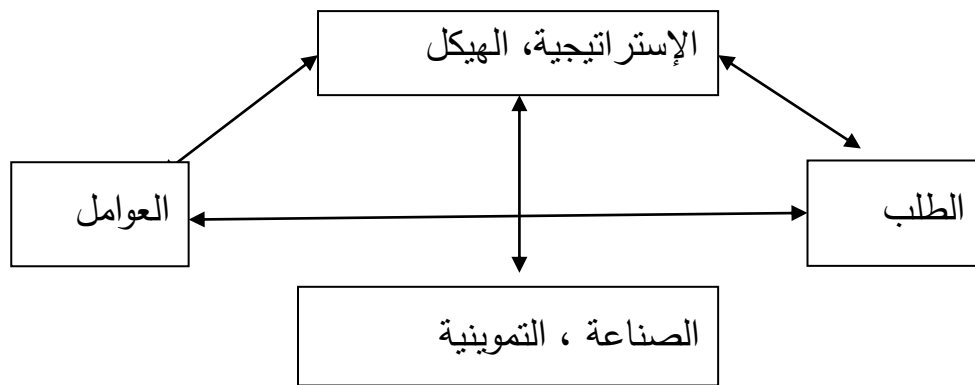 الإستراتيجية، الهيكل
العوامل
الطلب
الصناعة ، التموينية